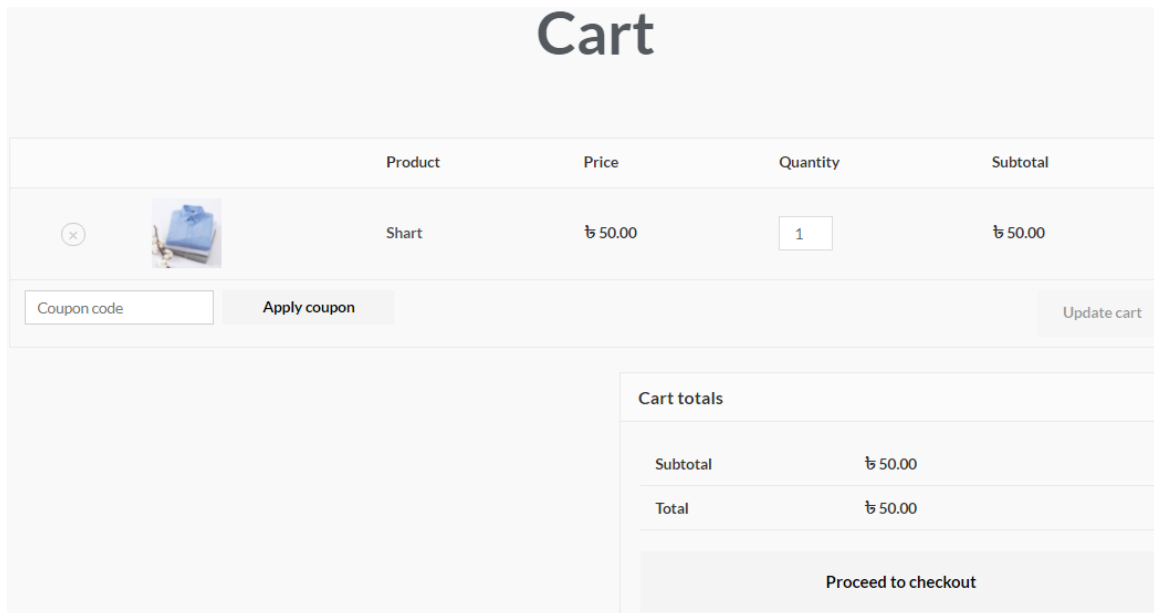 Cart
Product Price Quantity Subtotal
Shart ৳ 50.00 1 ৳ 50.00
Coupon code Apply coupon Update cart
Cart totals
Subtotal ৳ 50.00
Total ৳ 50.00
Proceed to checkout